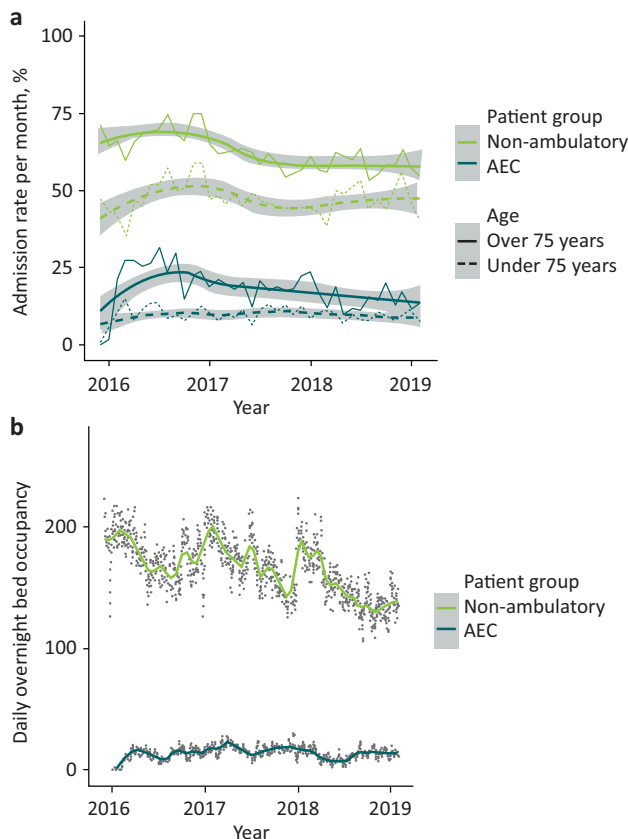 a
Admission rate per month, %
100
75
50
25
0
2016 2017 2018 2019
Year
Patient group
Non-ambulatory
AEC
Age
Over 75 years
Under 75 years
b
Daily overnight bed occupancy
200
100
0
2016 2017 2018 2019
Year
Patient group
Non-ambulatory
AEC